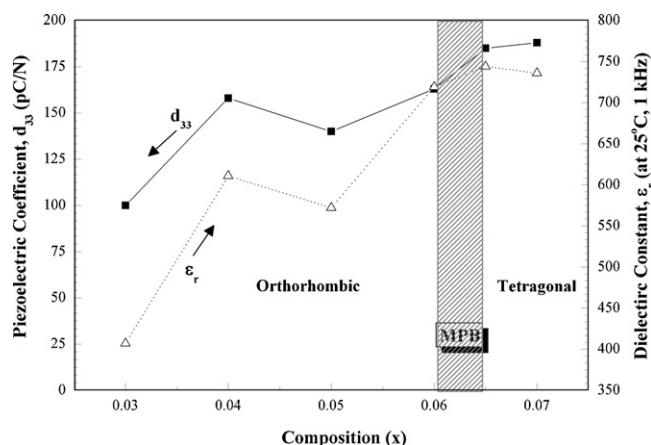 Piezoelectric Coefficient, d33 (pC/N)
200
175
150
125
100
75
50
25
0
d33
εr
Orthorhombic
Tetragonal
MPB
800
750
700
650
600
550
500
450
400
350
Dielectirc Constant, εr (at 25°C, 1 kHz)
0.03 0.04 0.05 0.06 0.07
Composition (x)